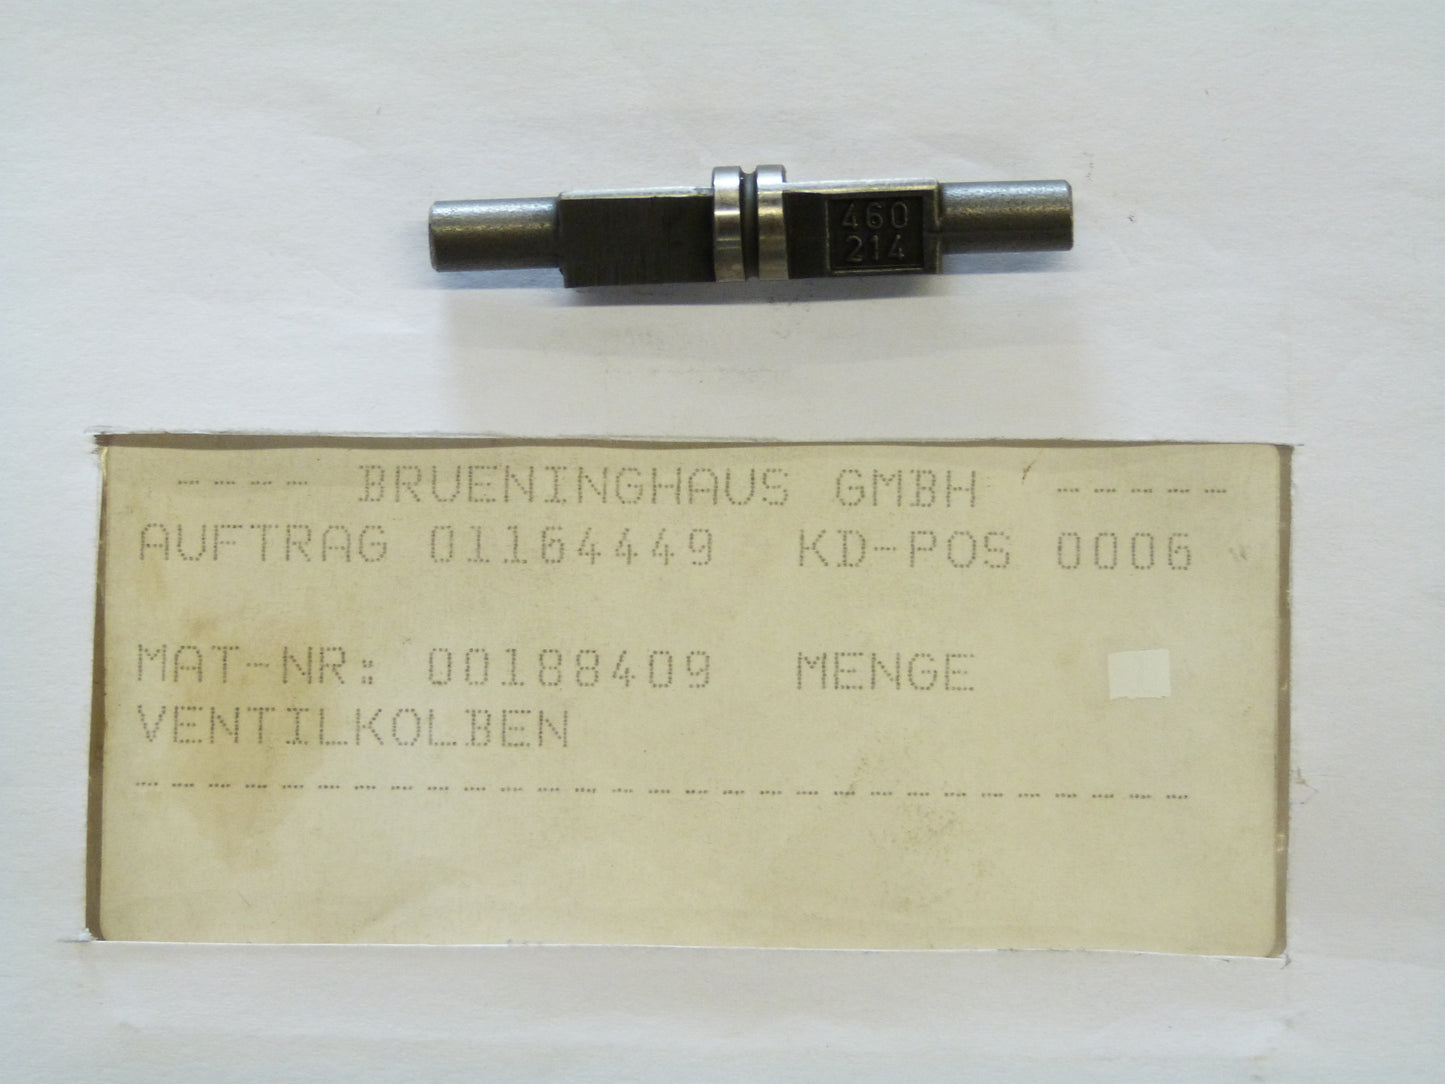 460
214
---- BRUENINGHAUS GMBH -----
AUFTRAG 01164449 KD-POS 0006
MAT-NR: 00188409 MENGE
VENTILKOLBEN
-----------------------------